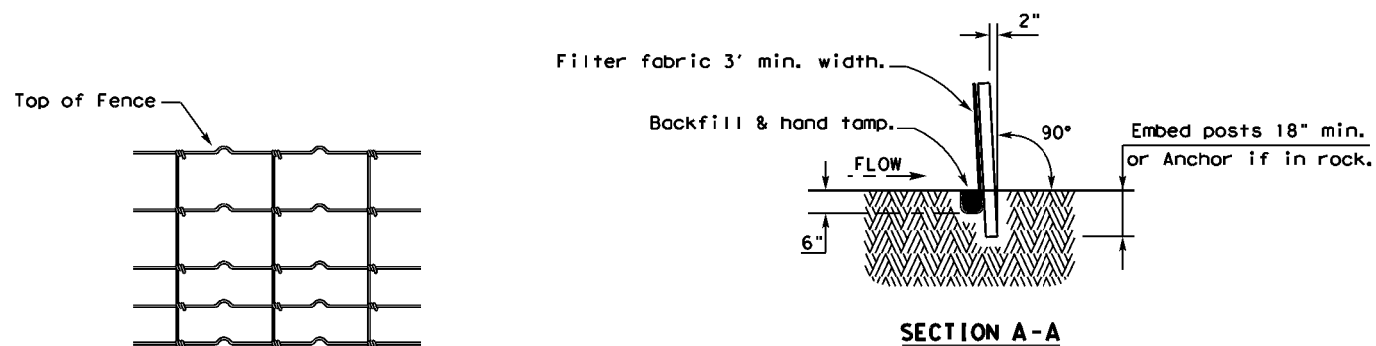 Top of Fence
2"
Filter fabric 3' min. width.
Backfill & hand tamp.
90°
Embed posts 18" min.
or Anchor if in rock.
FLOW
6"
SECTION A-A